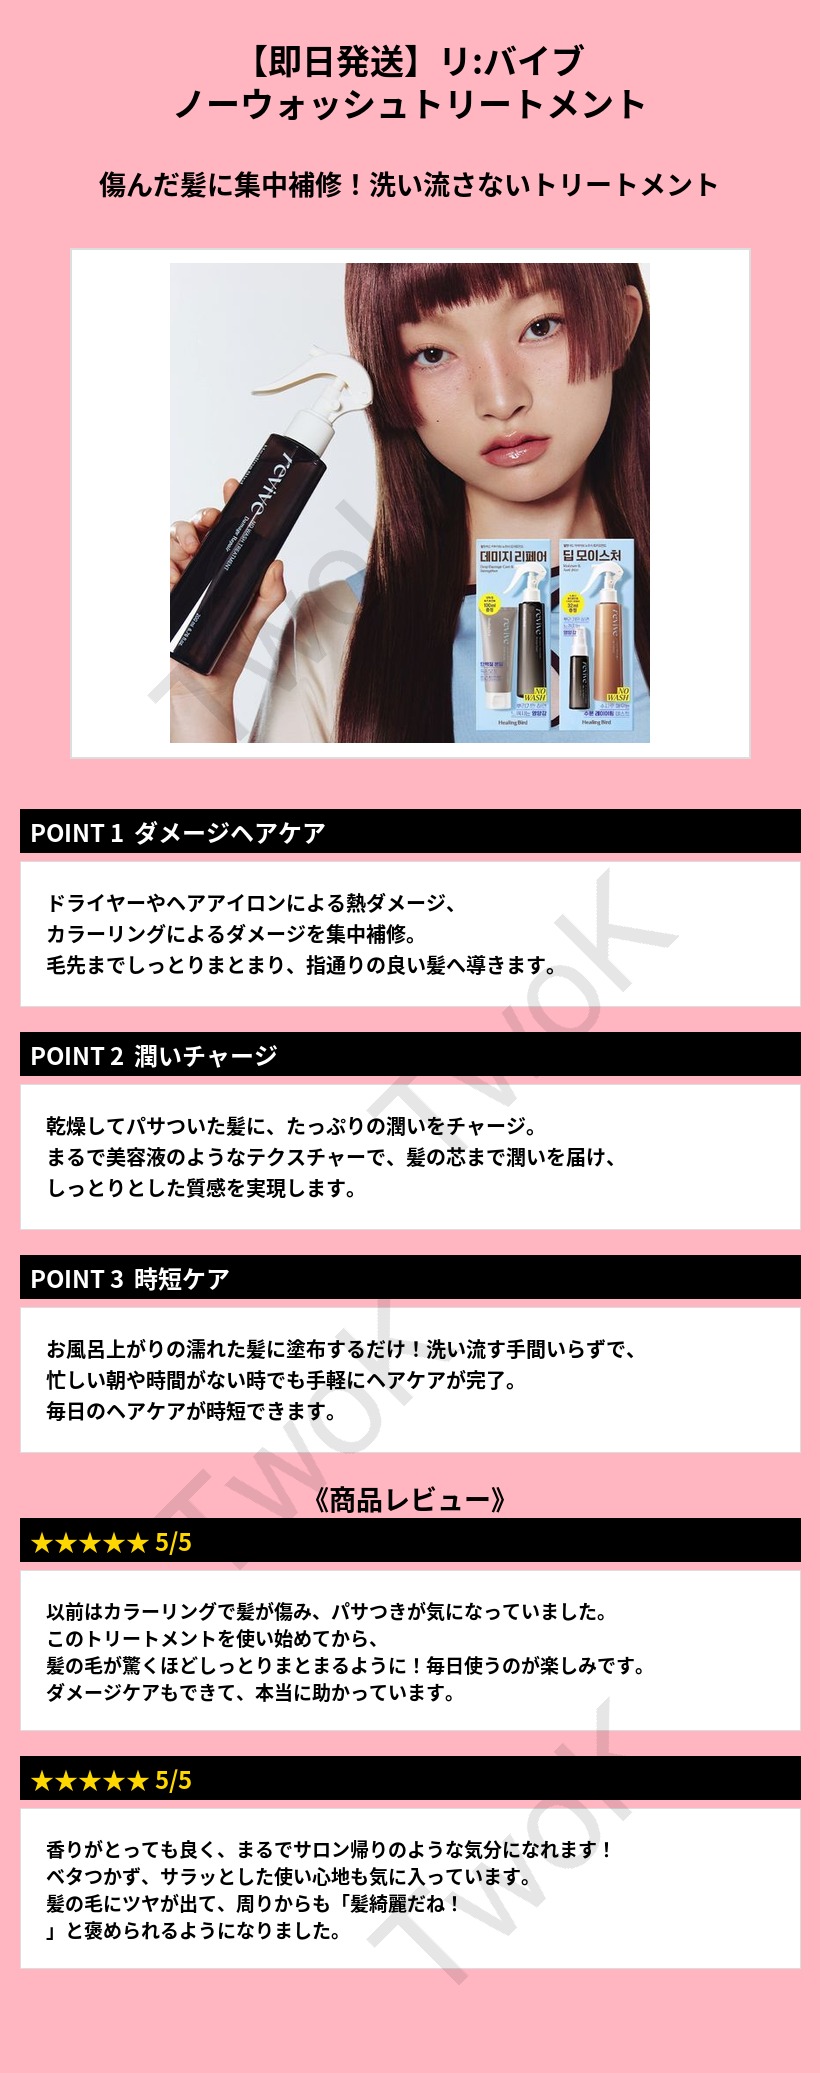 【即日発送】リ:バイブ
ノーウォッシュトリートメント
傷んだ髪に集中補修！洗い流さないトリートメント
revive
NO WASH TREATMENT
Damage Repair
데미지 리페어
딥 모이스처
100ml
32ml
revive
revive
NO WASH
NO WASH
Healing Bird
Healing Bird
TwoK
POINT 1 ダメージヘアケア
ドライヤーやヘアアイロンによる熱ダメージ、
カラーリングによるダメージを集中補修。
毛先までしっとりまとまり、指通りの良い髪へ導きます。
TwoK
POINT 2 潤いチャージ
乾燥してパサついた髪に、たっぷりの潤いをチャージ。
まるで美容液のようなテクスチャーで、髪の芯まで潤いを届け、
しっとりとした質感を実現します。
POINT 3 時短ケア
お風呂上がりの濡れた髪に塗布するだけ！洗い流す手間いらずで、
忙しい朝や時間がない時でも手軽にヘアケアが完了。
毎日のヘアケアが時短できます。
TwoK
《商品レビュー》
★★★★★ 5/5
以前はカラーリングで髪が傷み、パサつきが気になっていました。
このトリートメントを使い始めてから、
髪の毛が驚くほどしっとりまとまるように！毎日使うのが楽しみです。
ダメージケアもできて、本当に助かっています。
★★★★★ 5/5
香りがとっても良く、まるでサロン帰りのような気分になれます！
ベタつかず、サラッとした使い心地も気に入っています。
髪の毛にツヤが出て、周りからも「髪綺麗だね！
」と褒められるようになりました。
TwoK